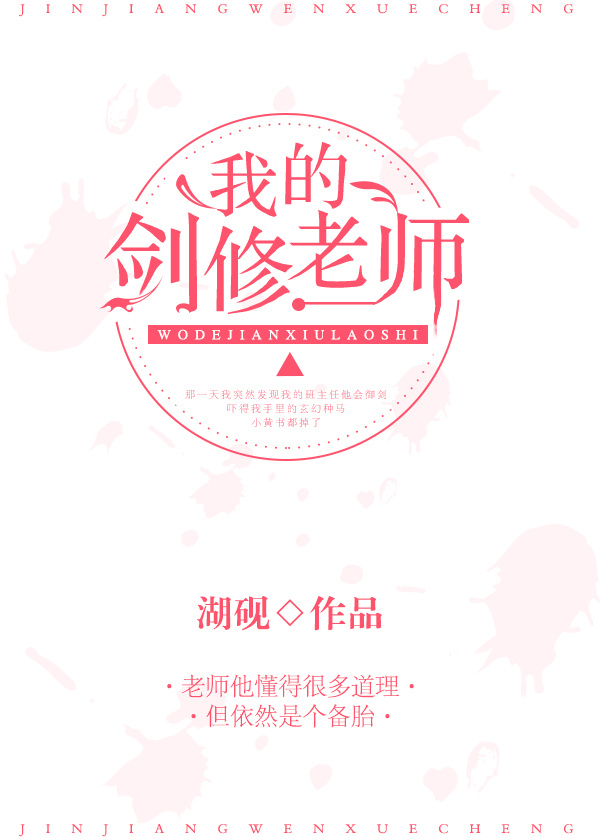 JINJIANGWENXUECHENG
我的
剑修老师
WODEJIANXIULAOSHI
那一天我突然发现我的班主任他会御剑
吓得我手里的玄幻种马
小黄书都掉了
湖砚◇作品
·老师他懂得很多道理·
·但依然是个备胎·
JINJIANGWENXUECHENG